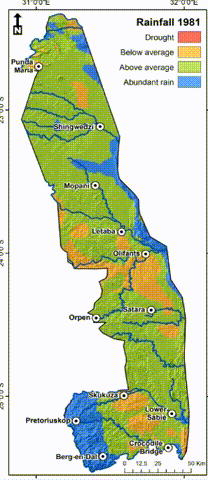 31°0'0"E
32°0'0"E
N
Rainfall 1981
Drought
Below average
Above average
Abundant rain
Punda
Maria
23°0'0"S
Shingwedzi
Mopani
Letaba
24°0'0"S
Olifants
Satara
Orpen
25°0'0"S
Skukuza
Lower
Sabie
Pretoriuskop
Crocodile
Bridge
Berg-en-Dal
0 12.5 25 50 Km